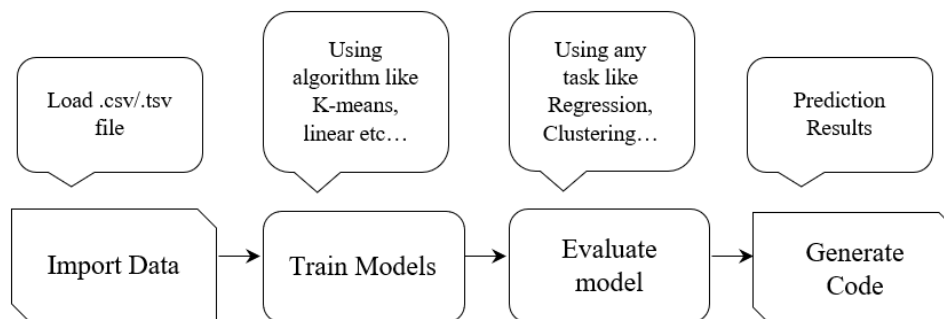 Load .csv/.tsv
file
Using
algorithm like
K-means,
linear etc…
Using any
task like
Regression,
Clustering…
Prediction
Results
Import Data
Train Models
Evaluate
model
Generate
Code